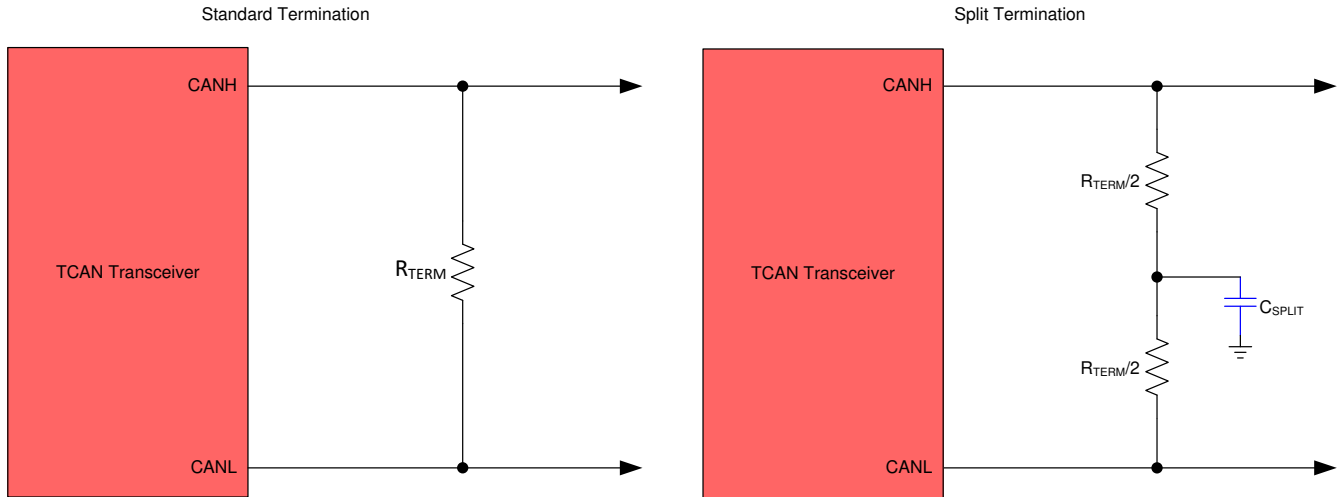 Standard Termination
CANH
TCAN Transceiver
RTERM
CANL
Split Termination
CANH
RTERM/2
TCAN Transceiver
CSPLIT
RTERM/2
CANL